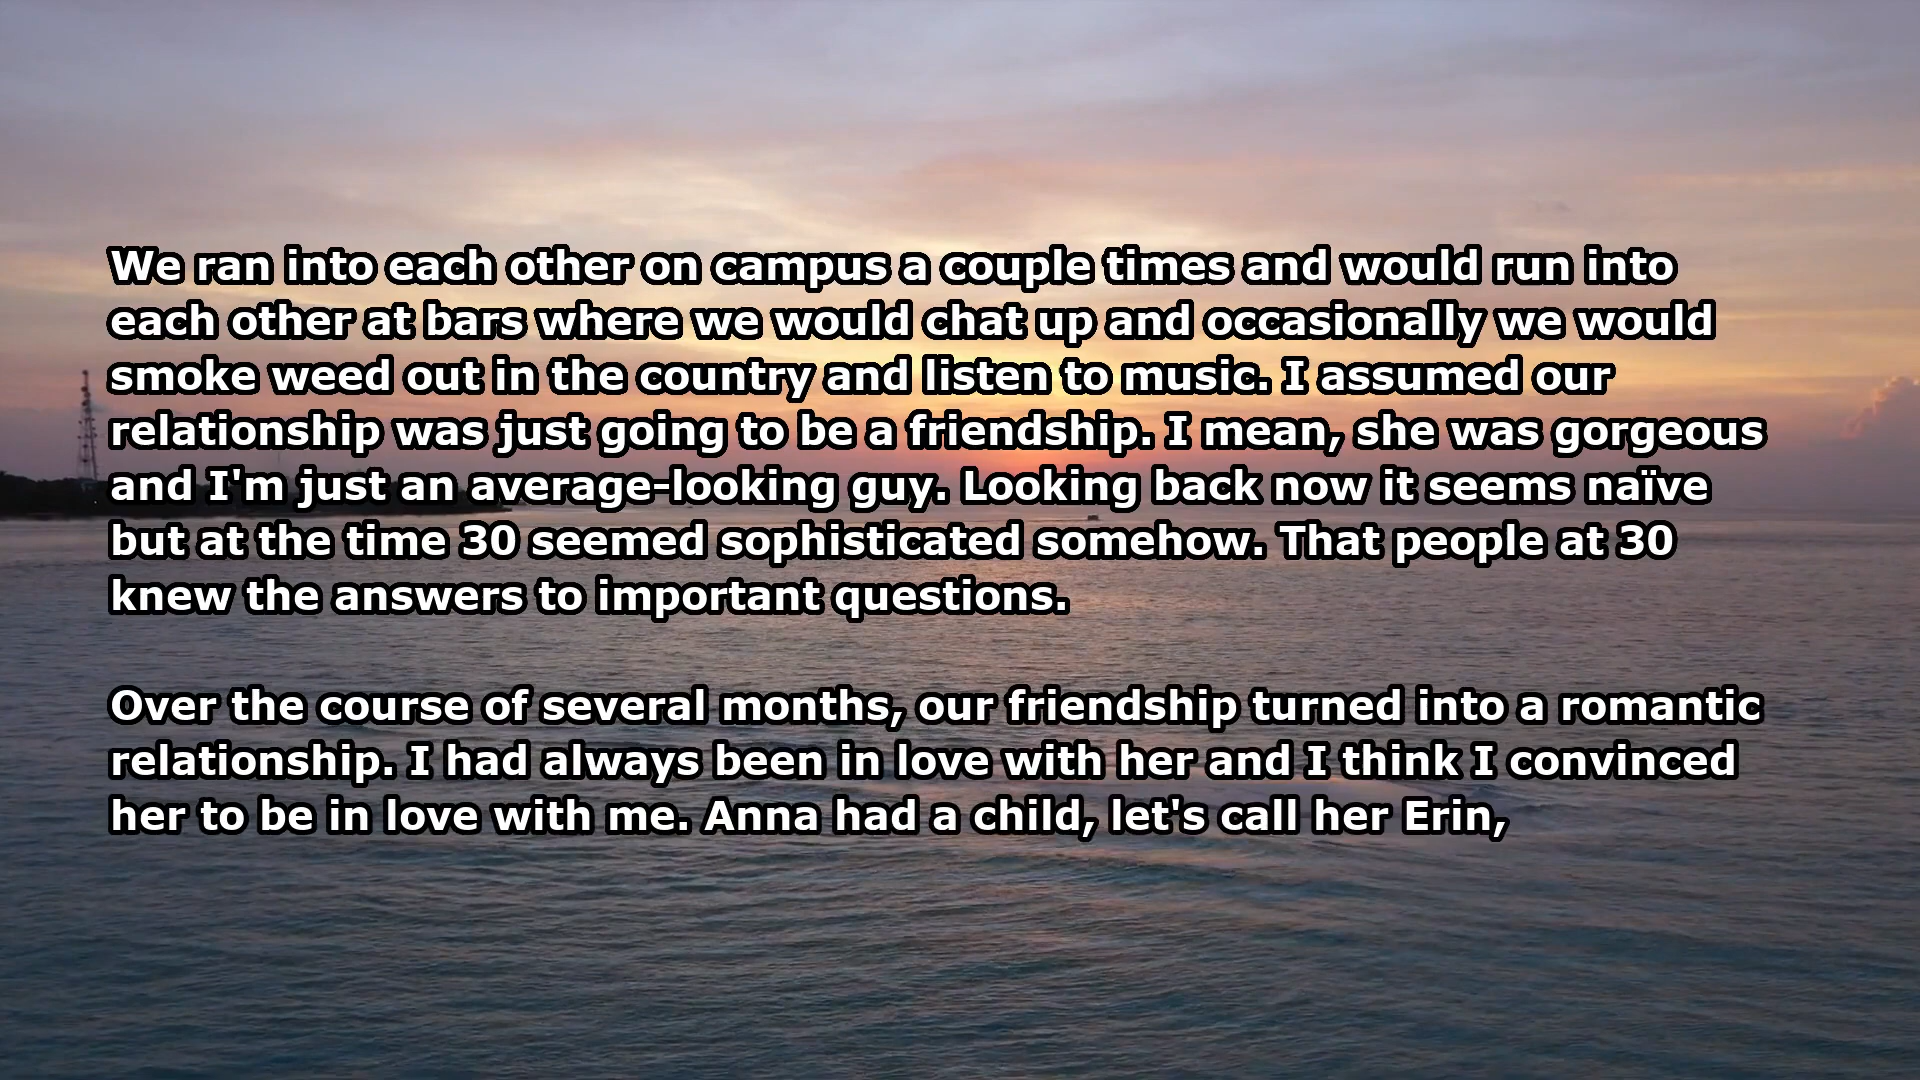 We ran into each other on campus a couple times and would run into
each other at bars where we would chat up and occasionally we would
smoke weed out in the country and listen to music. I assumed our
relationship was just going to be a friendship. I mean, she was gorgeous
and I'm just an average-looking guy. Looking back now it seems naïve
but at the time 30 seemed sophisticated somehow. That people at 30
knew the answers to important questions.

Over the course of several months, our friendship turned into a romantic
relationship. I had always been in love with her and I think I convinced
her to be in love with me. Anna had a child, let's call her Erin,